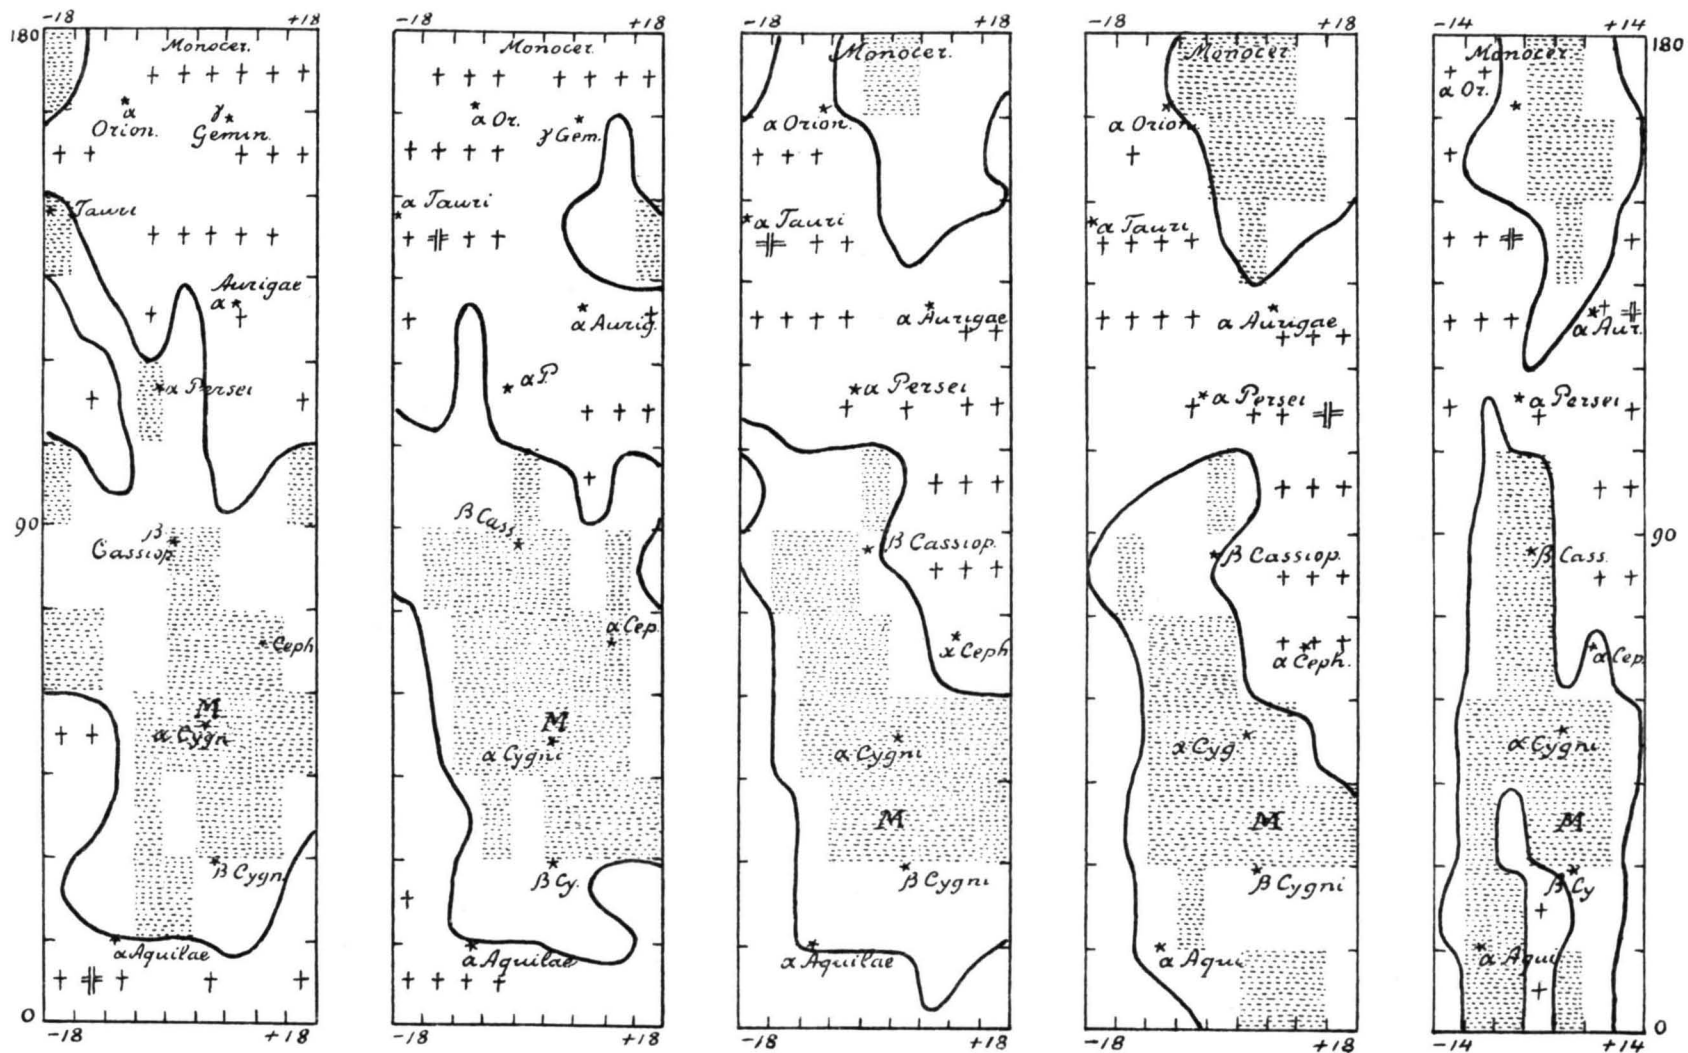 -18 +18
180
Monocer.
α
Orion.
γ
Gemin.
Tauri
Aurigae
α
α Persei
90
β
Cassiop.
Ceph
M
α Cygn
β Cygn
α Aquilae
0
-18 +18
-18 +18
Monocer.
α Or.
γ Gem.
α Tauri
α Aurig.
α P.
β Cass
α Cep.
M
α Cygni
β Cy.
α Aquilae
-18 +18
-18 +18
Monocer.
α Orion.
α Tauri
α Aurigae
α Persei
β Cassiop.
α Ceph
α Cygni
M
β Cygni
α Aquilae
-18 +18
-18 +18
Monocer.
α Orion.
α Tauri
α Aurigae
α Persei
β Cassiop.
α Ceph.
α Cyg.
M
β Cygni
α Aqui
-18 +18
-14 +14
180
Monocer.
α Or.
α Aur.
α Persei
90
β Cass.
α Cep.
α Cygni
M
β Cy
α Aqui
0
-14 +14